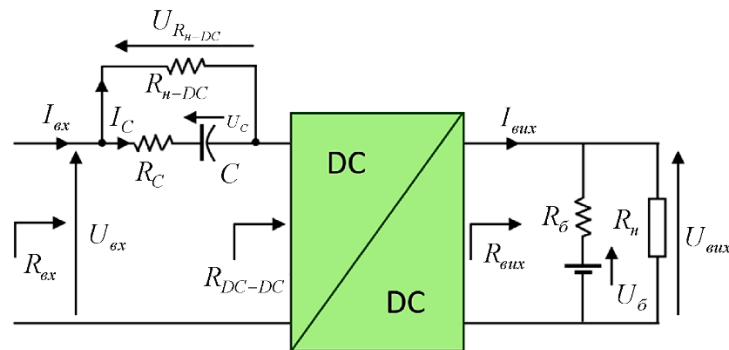 U_{R_{н-DC}}
R_{н-DC}
I_{вх} I_C U_C I_{вих}
R_C C
DC
R_б R_н
U_{вх} U_{вих}
R_{вх} R_{DC-DC} R_{вих}
U_б
DC